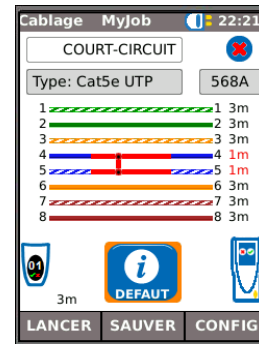 Cablage MyJob 22:21
COURT-CIRCUIT
Type: Cat5e UTP 568A
1 1 3m
2 2 3m
3 3 3m
4 4 1m
5 5 1m
6 6 3m
7 7 3m
8 8 3m
01
3m
i
DEFAUT
LANCER SAUVER CONFIG